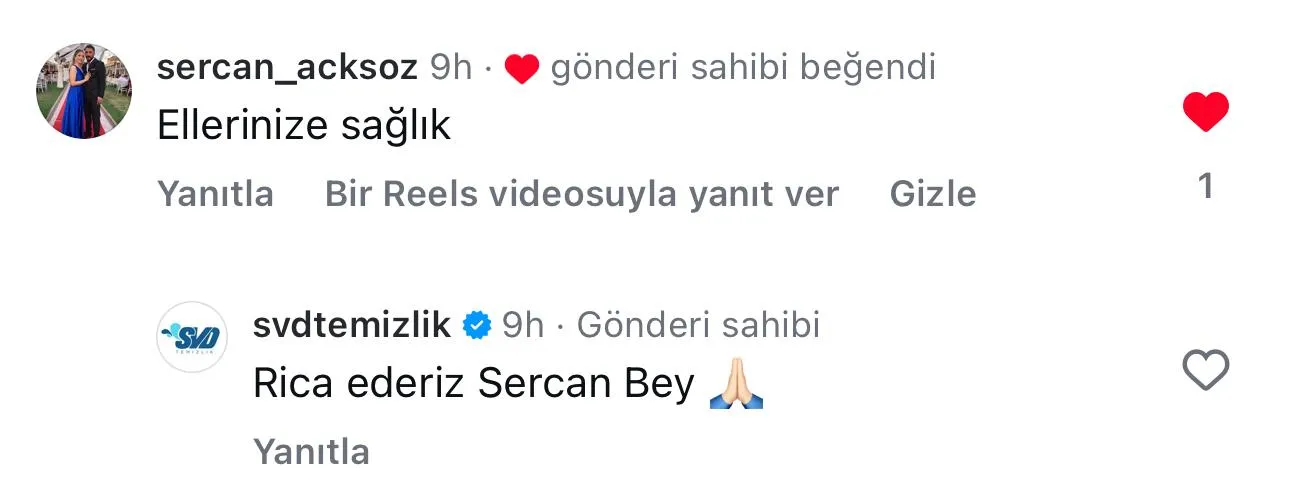 sercan_acksoz 9h · ❤️ gönderi sahibi beğendi
Ellerinize sağlık
1
Yanıtla Bir Reels videosuyla yanıt ver Gizle
SVD
TEMİZLİK
svdtemizlik 9h · Gönderi sahibi
Rica ederiz Sercan Bey 🙏🏻
Yanıtla